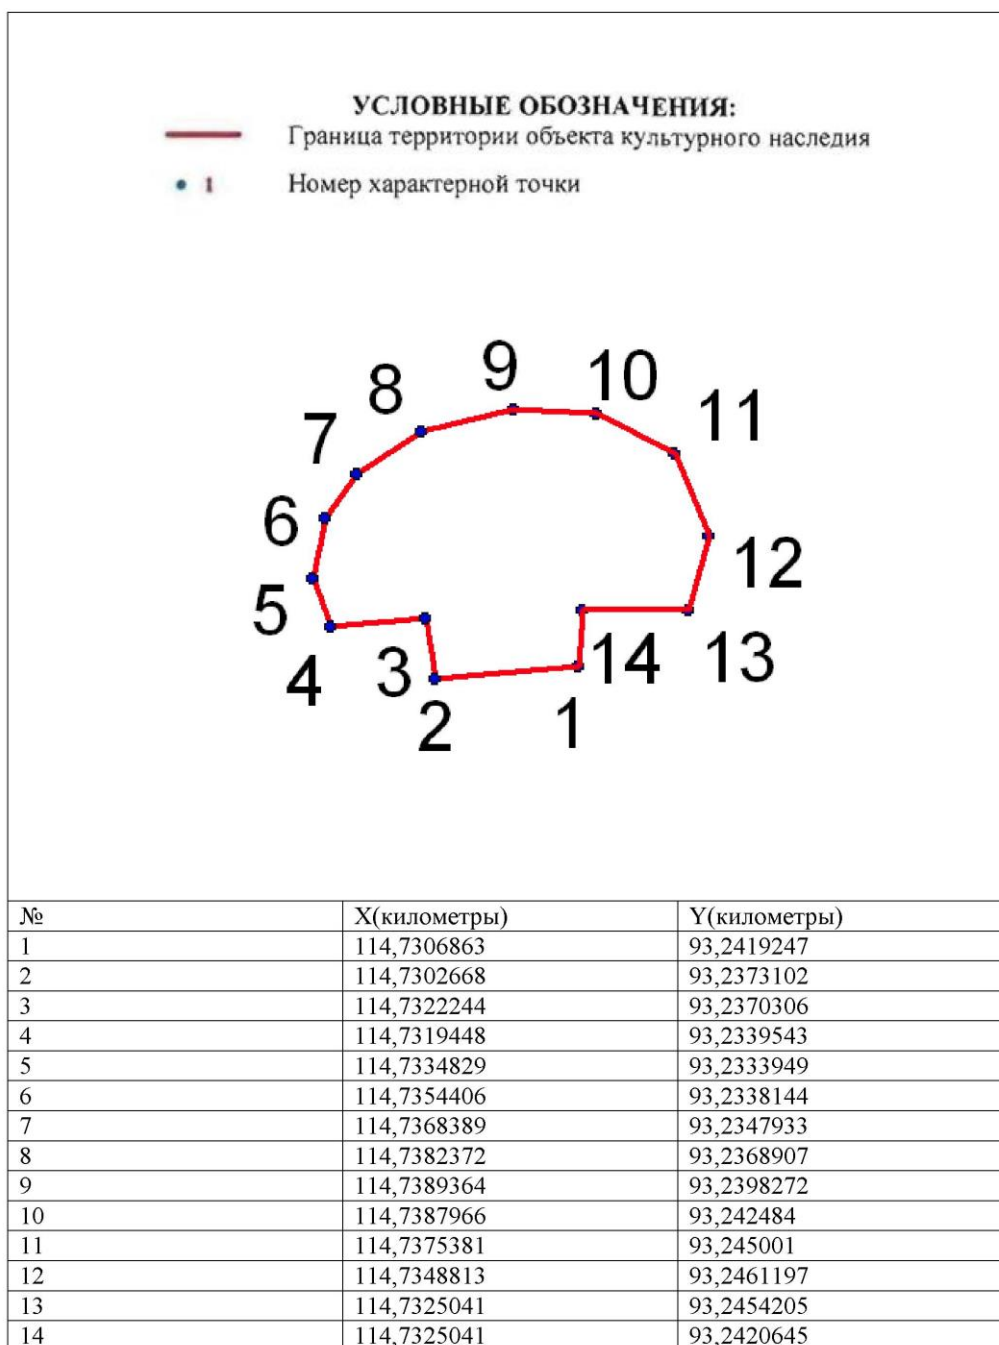 УСЛОВНЫЕ ОБОЗНАЧЕНИЯ:
Граница территории объекта культурного наследия
1 Номер характерной точки
9
10
8
11
7
6
12
5
14
13
3
4
2
1
№ X(километры) Y(километры)
1 114,7306863 93,2419247
2 114,7302668 93,2373102
3 114,7322244 93,2370306
4 114,7319448 93,2339543
5 114,7334829 93,2333949
6 114,7354406 93,2338144
7 114,7368389 93,2347933
8 114,7382372 93,2368907
9 114,7389364 93,2398272
10 114,7387966 93,242484
11 114,7375381 93,245001
12 114,7348813 93,2461197
13 114,7325041 93,2454205
14 114,7325041 93,2420645